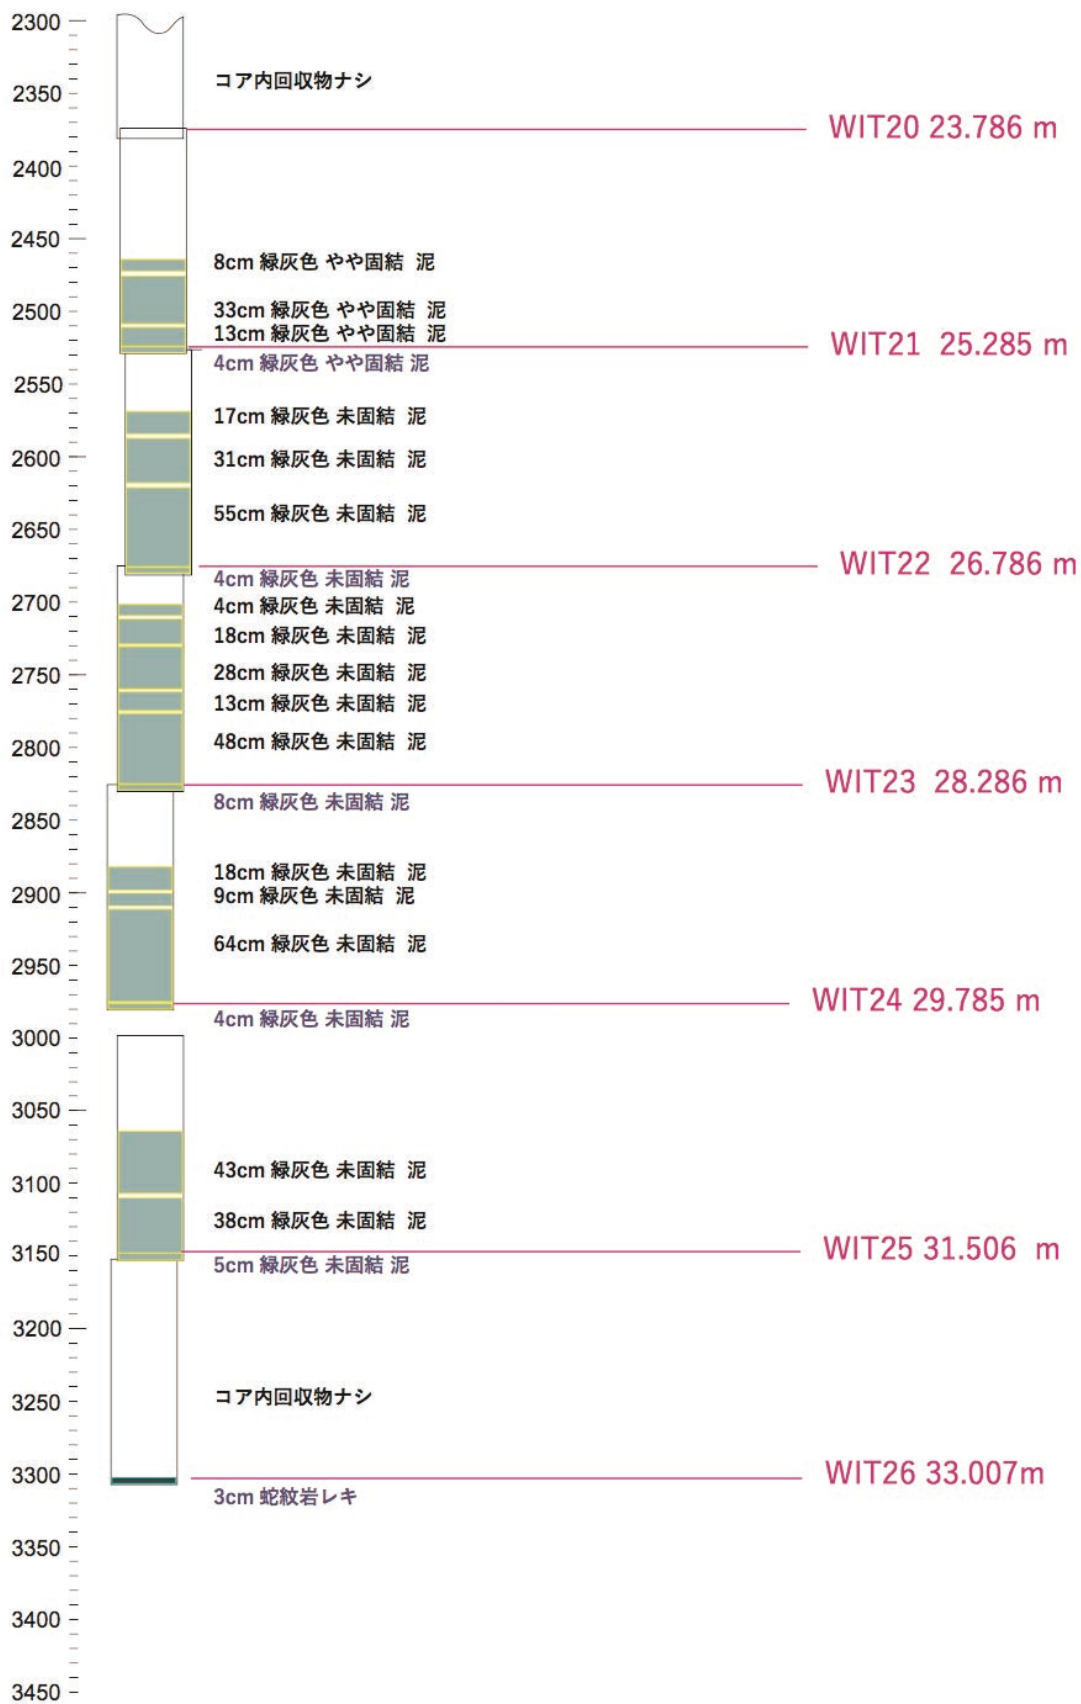 2300
コア内回収物ナシ
2350
WIT20 23.786 m
2400
2450
8cm 緑灰色 やや固結 泥
2500
33cm 緑灰色 やや固結 泥
13cm 緑灰色 やや固結 泥
WIT21 25.285 m
4cm 緑灰色 やや固結 泥
2550
17cm 緑灰色 未固結 泥
2600
31cm 緑灰色 未固結 泥
55cm 緑灰色 未固結 泥
2650
WIT22 26.786 m
4cm 緑灰色 未固結 泥
2700
4cm 緑灰色 未固結 泥
18cm 緑灰色 未固結 泥
2750
28cm 緑灰色 未固結 泥
13cm 緑灰色 未固結 泥
2800
48cm 緑灰色 未固結 泥
WIT23 28.286 m
8cm 緑灰色 未固結 泥
2850
18cm 緑灰色 未固結 泥
2900
9cm 緑灰色 未固結 泥
64cm 緑灰色 未固結 泥
2950
WIT24 29.785 m
4cm 緑灰色 未固結 泥
3000
3050
43cm 緑灰色 未固結 泥
3100
38cm 緑灰色 未固結 泥
3150
WIT25 31.506 m
5cm 緑灰色 未固結 泥
3200
3250
コア内回収物ナシ
3300
WIT26 33.007m
3cm 蛇紋岩レキ
3350
3400
3450